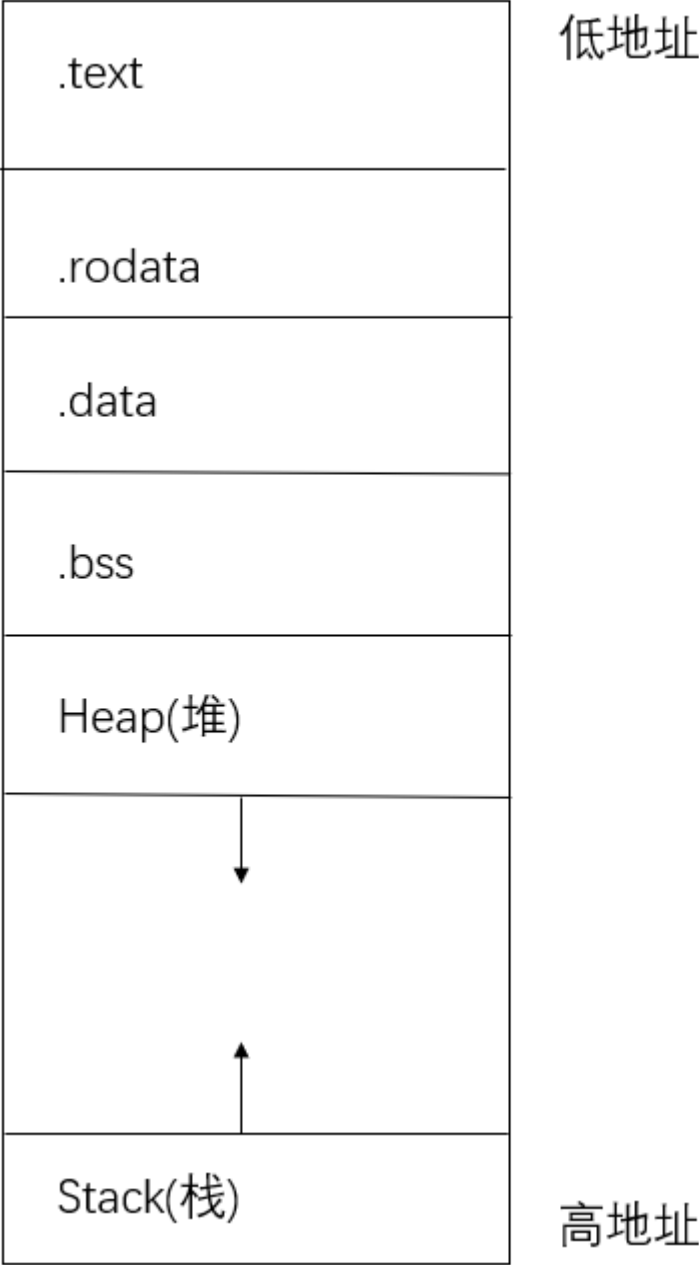 低地址
.text
.rodata
.data
.bss
Heap(堆)
Stack(栈)
高地址